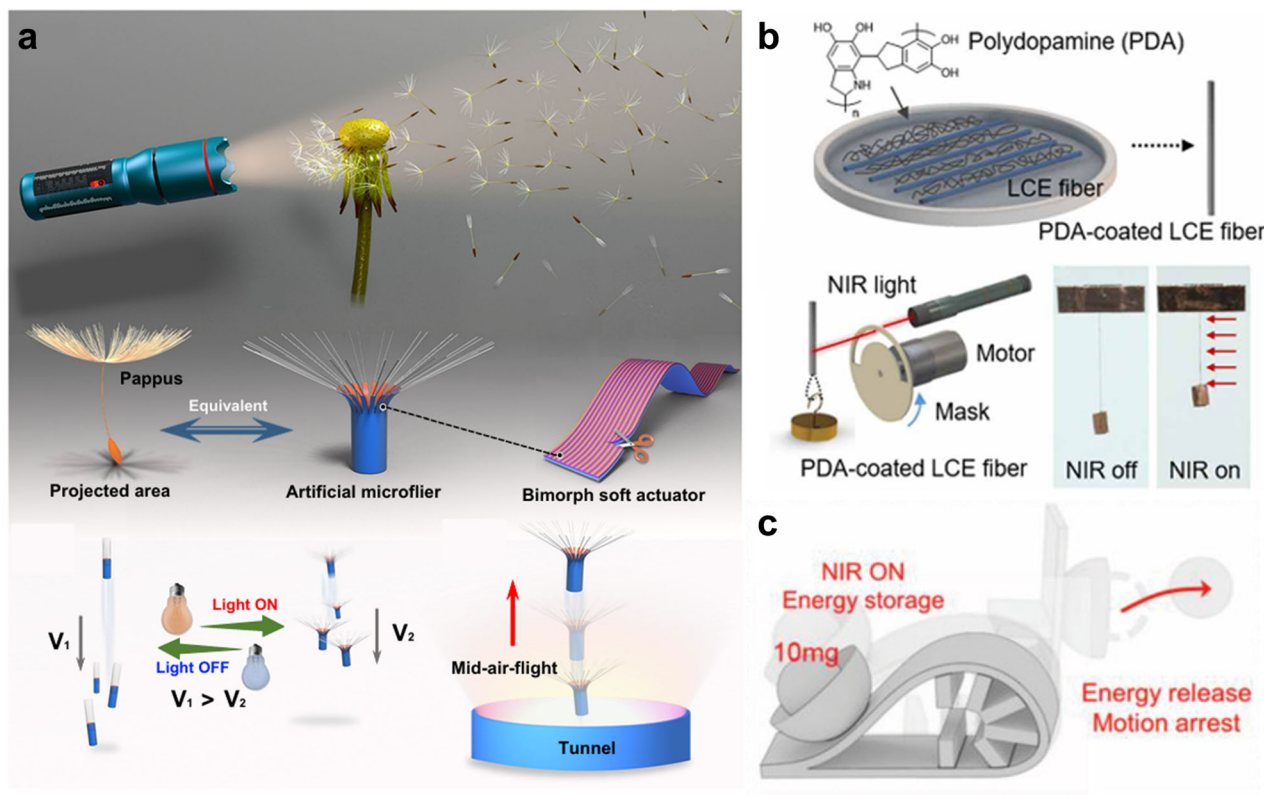 a
Pappus
Equivalent
Projected area
Artificial microflier
Bimorph soft actuator
V1
Light ON
Light OFF
V1 > V2
V2
Mid-air-flight
Tunnel
b
HO
OH
OH
OH
NH
n
Polydopamine (PDA)
LCE fiber
PDA-coated LCE fiber
NIR light
Motor
Mask
PDA-coated LCE fiber
NIR off
NIR on
c
NIR ON
Energy storage
10mg
Energy release
Motion arrest